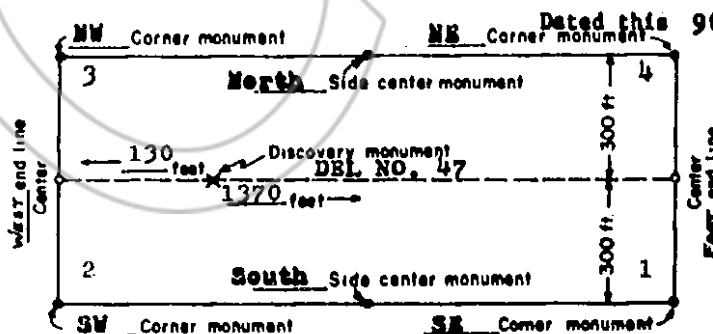 Dated this 9
NW Corner monument NE Corner monument
3 North Side center monument 4
300 ft.
130 feet Discovery monument
DEL NO. 47
1370 feet
WEST end line
Center
Center
EAST end line
300 ft.
2 South Side center monument 1
SW Corner monument SE Corner monument